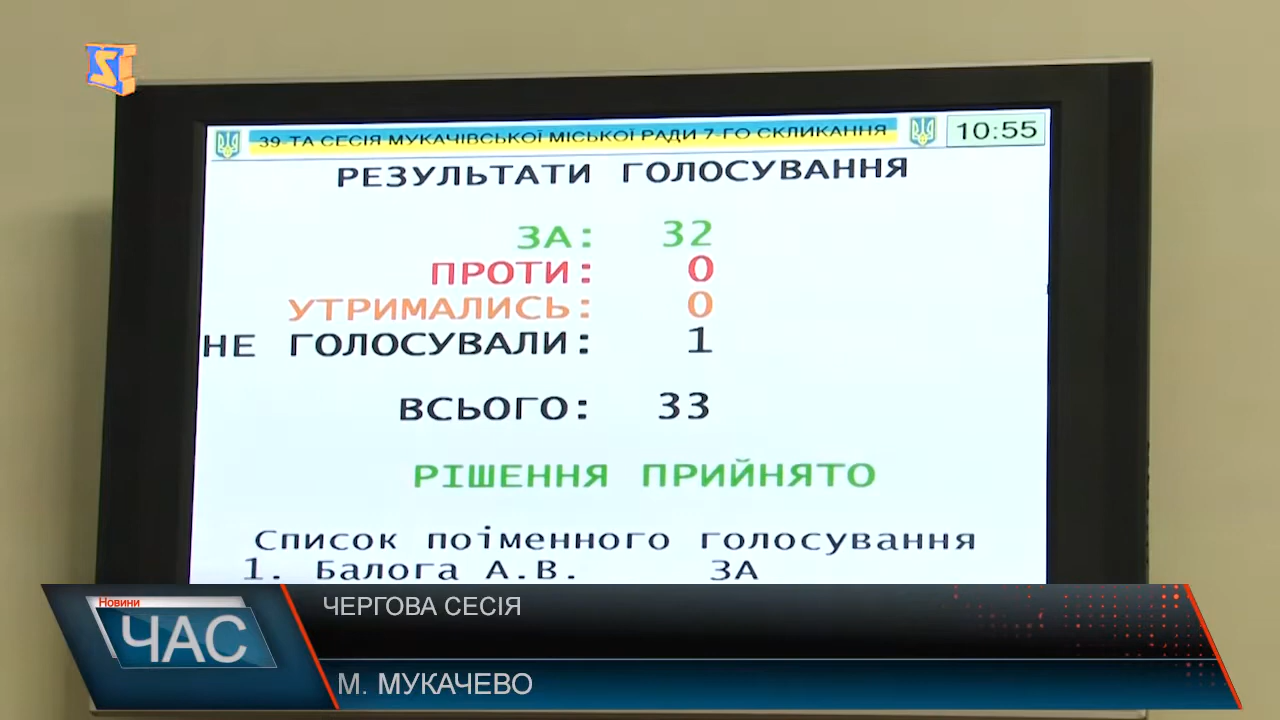 39-ТА СЕСІЯ МУКАЧІВСЬКОЇ МІСЬКОЇ РАДИ 7-ГО СКЛИКАННЯ 10:55
РЕЗУЛЬТАТИ ГОЛОСУВАННЯ
ЗА: 32
ПРОТИ: 0
УТРИМАЛИСЬ: 0
НЕ ГОЛОСУВАЛИ: 1
ВСЬОГО: 33
РІШЕННЯ ПРИЙНЯТО
Список поіменного голосування
1. Балога А.В. ЗА
Новини
ЧАС
ЧЕРГОВА СЕСІЯ
М. МУКАЧЕВО